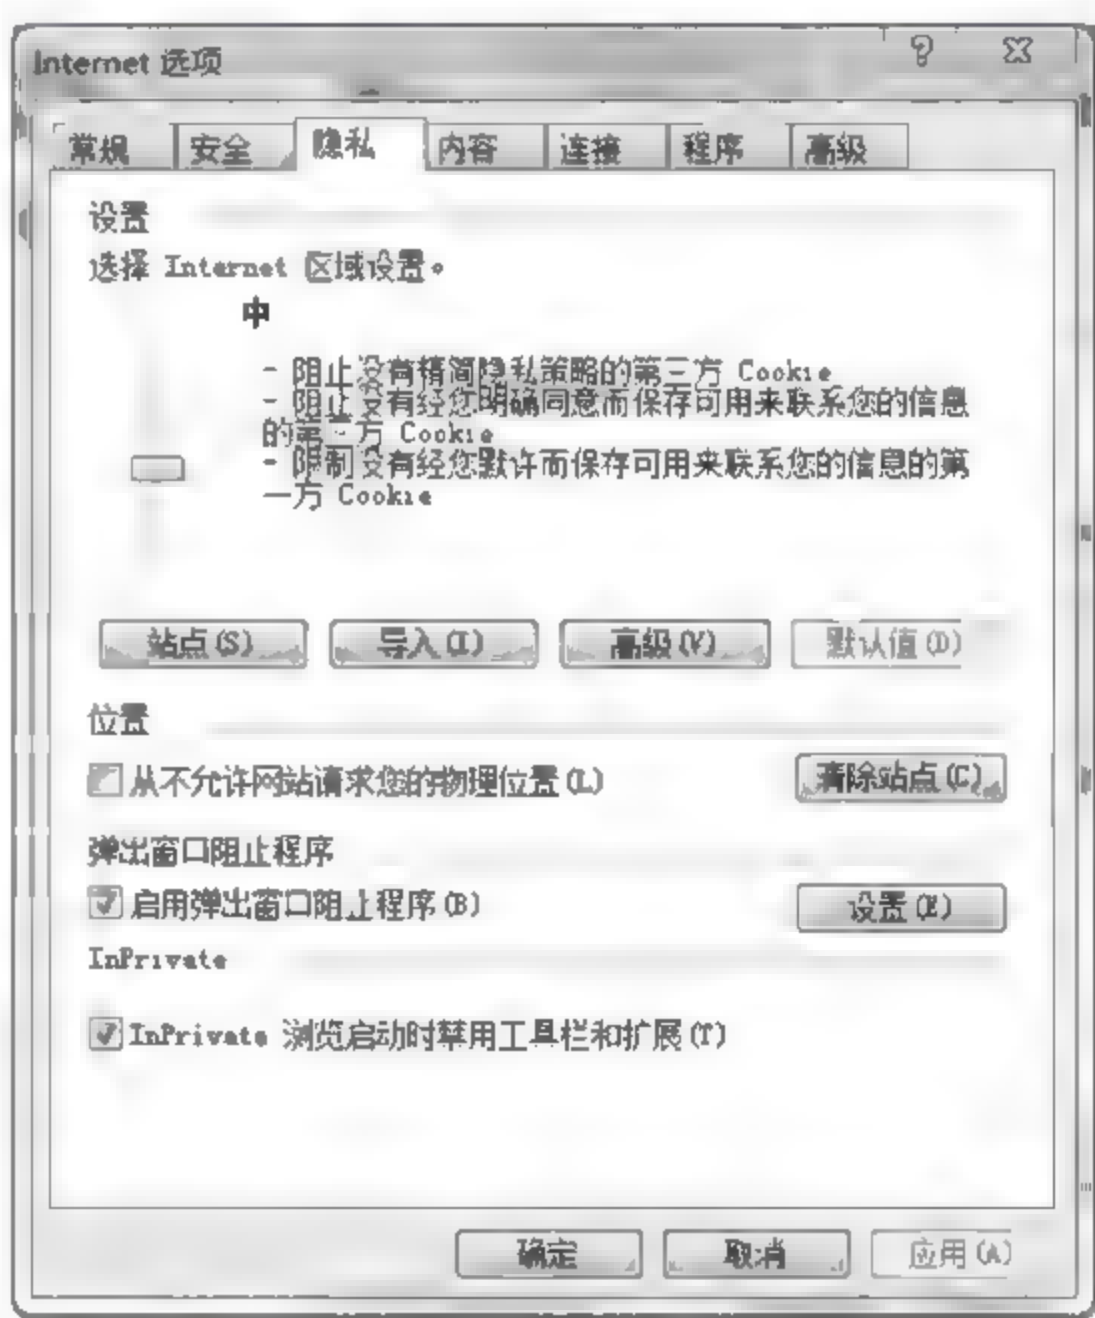 Internet 选项
常规 安全 隐私 内容 连接 程序 高级
设置
选择 Internet 区域设置。
中
- 阻止没有精简隐私策略的第三方 Cookie
- 阻止没有经您明确同意而保存可用来联系您的信息
的第三方 Cookie
- 限制没有经您默许而保存可用来联系您的信息的第
一方 Cookie
站点(S) 导入(I) 高级(V) 默认值(D)
位置
从不允许网站请求您的物理位置(L) 清除站点(C)
弹出窗口阻止程序
启用弹出窗口阻止程序(B) 设置(E)
InPrivate
InPrivate 浏览启动时禁用工具栏和扩展(T)
确定 取消 应用(A)